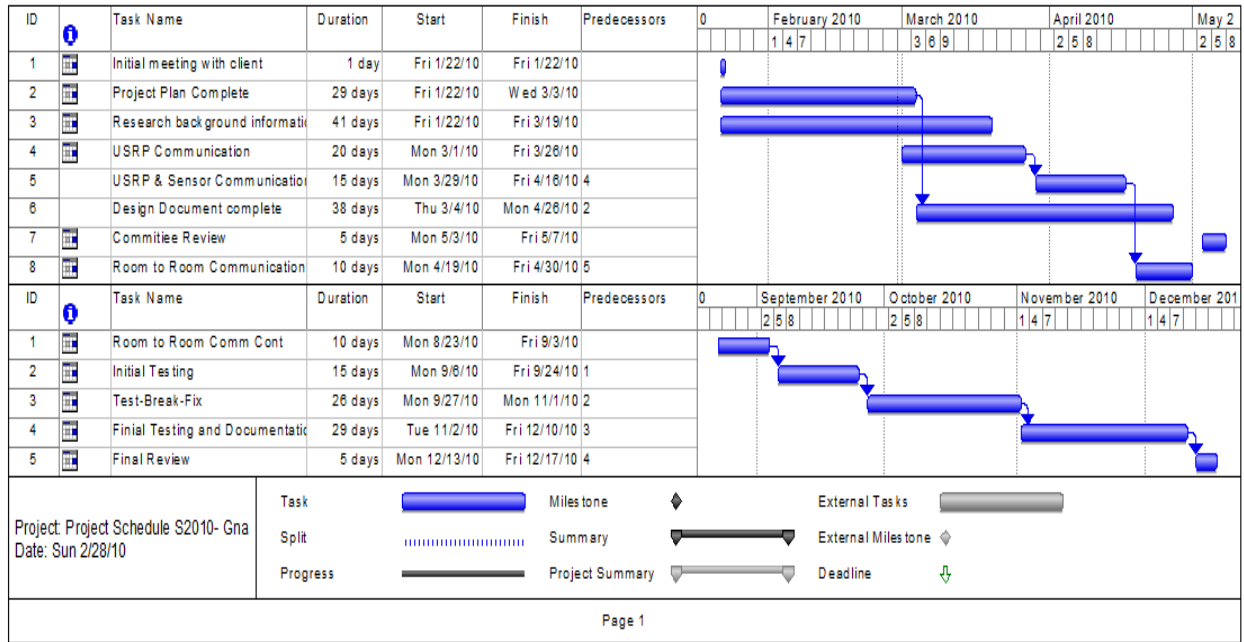 ID Task Name Duration Start Finish Predecessors 0 February 2010 March 2010 April 2010 May 2
1 4 7 3 6 9 2 5 8 2 5 8
1 Initial meeting with client 1 day Fri 1/22/10 Fri 1/22/10
2 Project Plan Complete 29 days Fri 1/22/10 Wed 3/3/10
3 Research background informatio 41 days Fri 1/22/10 Fri 3/19/10
4 USRP Communication 20 days Mon 3/1/10 Fri 3/26/10
5 USRP & Sensor Communication 15 days Mon 3/29/10 Fri 4/16/10 4
6 Design Document complete 38 days Thu 3/4/10 Mon 4/26/10 2
7 Commitiee Review 5 days Mon 5/3/10 Fri 5/7/10
8 Room to Room Communication 10 days Mon 4/19/10 Fri 4/30/10 5
ID Task Name Duration Start Finish Predecessors 0 September 2010 October 2010 November 2010 December 201
2 5 8 2 5 8 1 4 7 1 4 7
1 Room to Room Comm Cont 10 days Mon 8/23/10 Fri 9/3/10
2 Initial Testing 15 days Mon 9/6/10 Fri 9/24/10 1
3 Test-Break-Fix 26 days Mon 9/27/10 Mon 11/1/10 2
4 Finial Testing and Documentatio 29 days Tue 11/2/10 Fri 12/10/10 3
5 Final Review 5 days Mon 12/13/10 Fri 12/17/10 4
Project: Project Schedule S2010- Gna
Date: Sun 2/28/10
Task Milestone External Tasks
Split Summary External Milestone
Progress Project Summary Deadline
Page 1